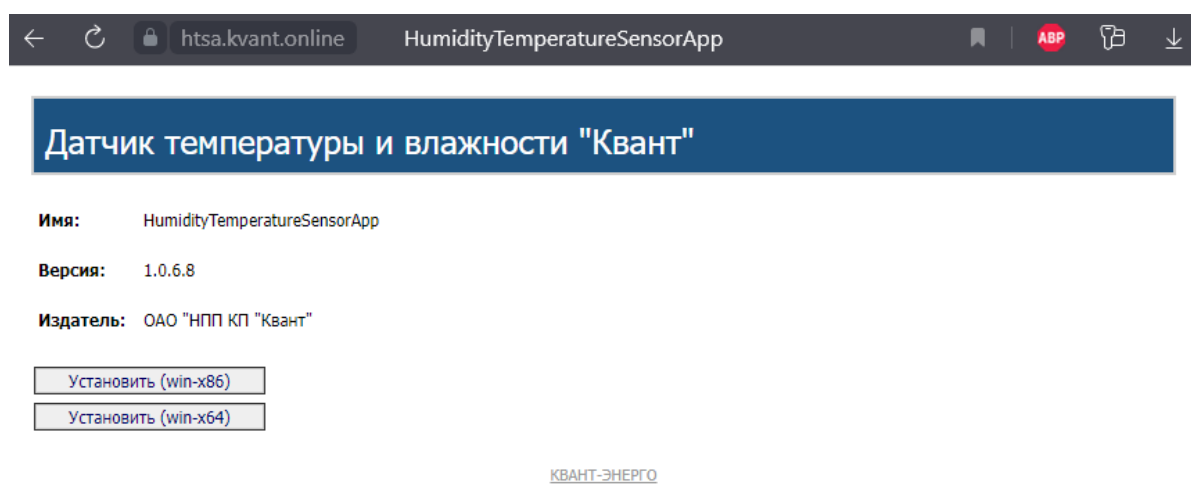 htsa.kvant.online HumidityTemperatureSensorApp ABP
Датчик температуры и влажности "Квант"
Имя: HumidityTemperatureSensorApp
Версия: 1.0.6.8
Издатель: ОАО "НПП КП "Квант"
Установить (win-x86)
Установить (win-x64)
КВАНТ-ЭНЕРГО